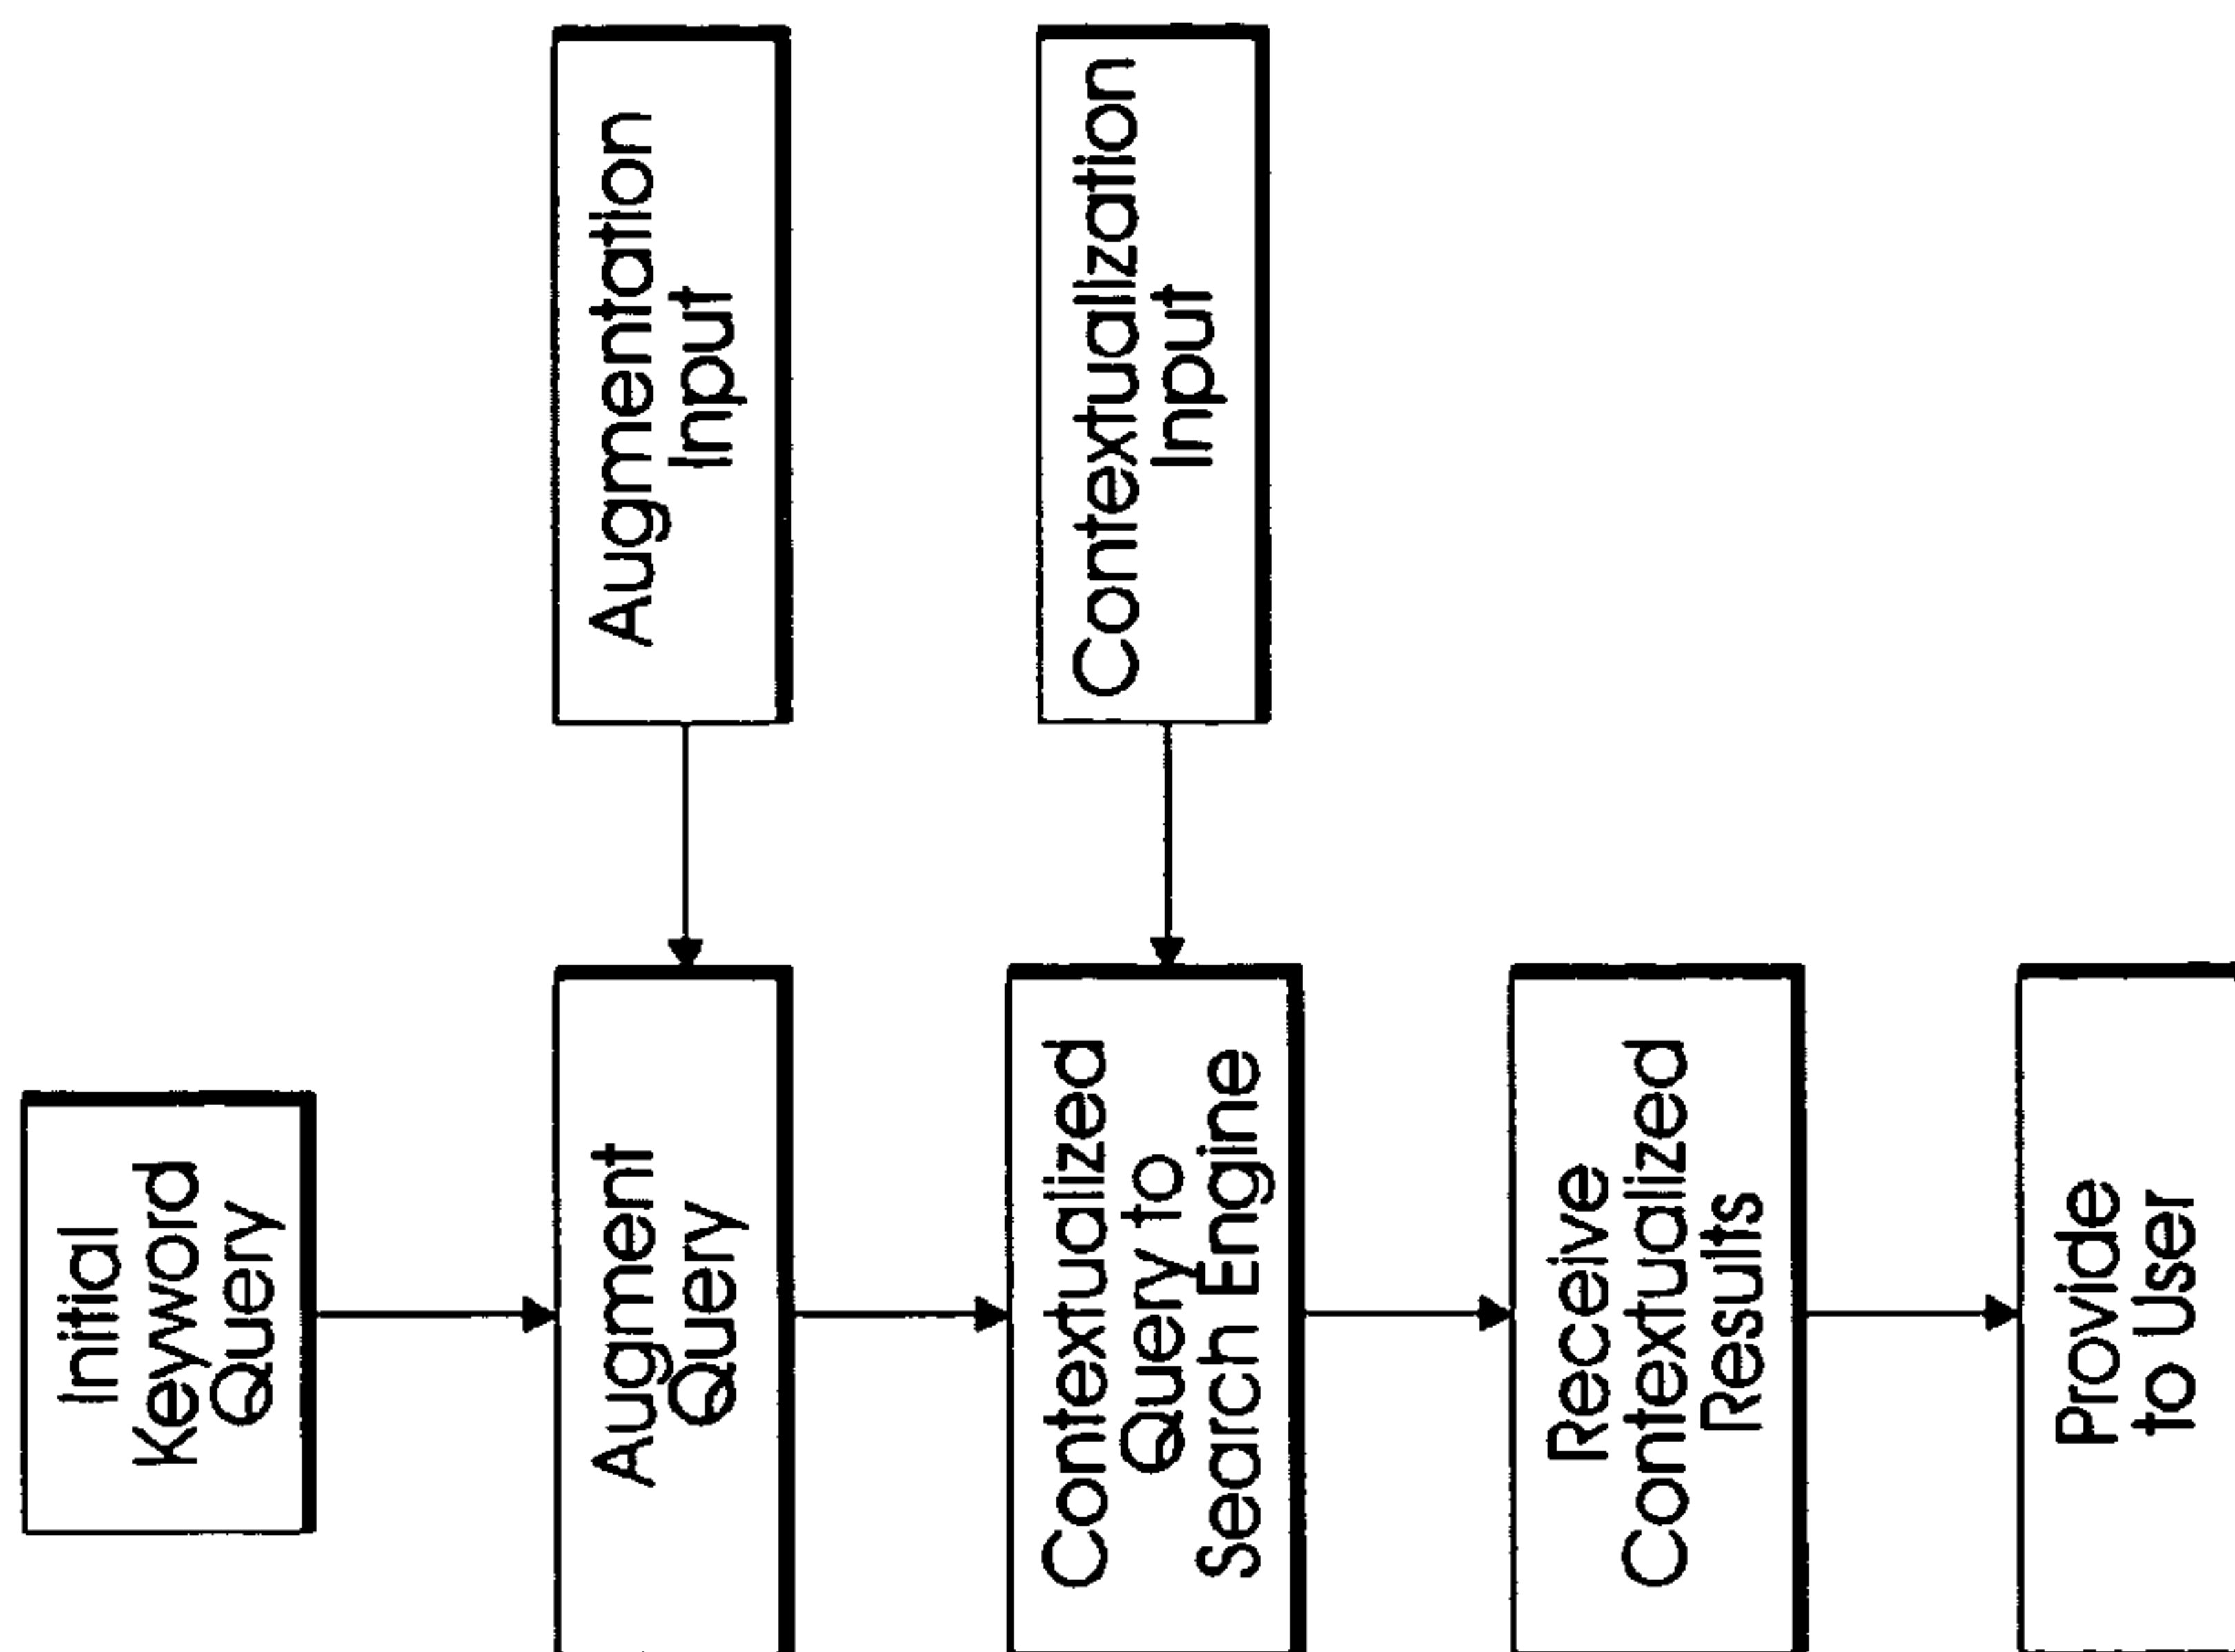 Initial
Keyword
Query
Augment
Query
Augmentation
Input
Contextualized
Query to
Search Engine
Contextualization
Input
Receive
Contextualized
Results
Provide
to User